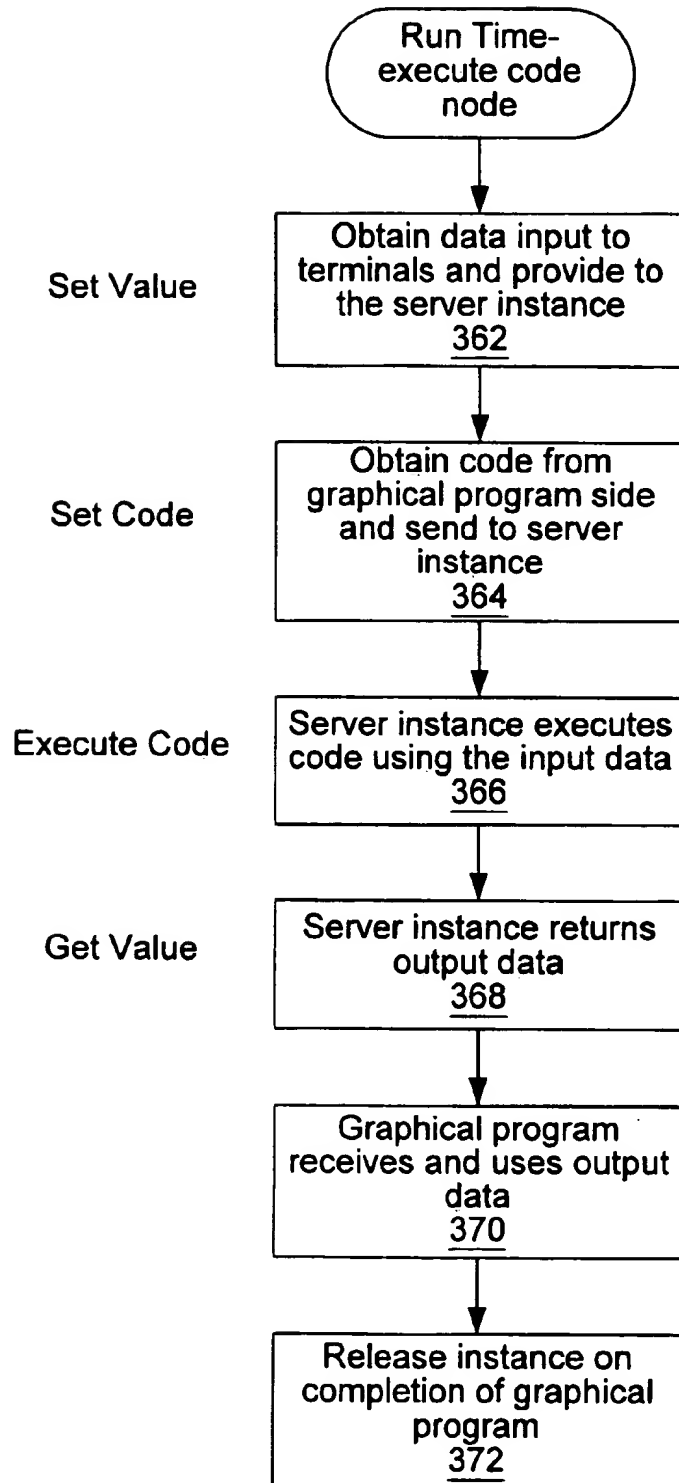 Run Time-
execute code
node
Set Value
Obtain data input to
terminals and provide to
the server instance
362
Set Code
Obtain code from
graphical program side
and send to server
instance
364
Execute Code
Server instance executes
code using the input data
366
Get Value
Server instance returns
output data
368
Graphical program
receives and uses output
data
370
Release instance on
completion of graphical
program
372